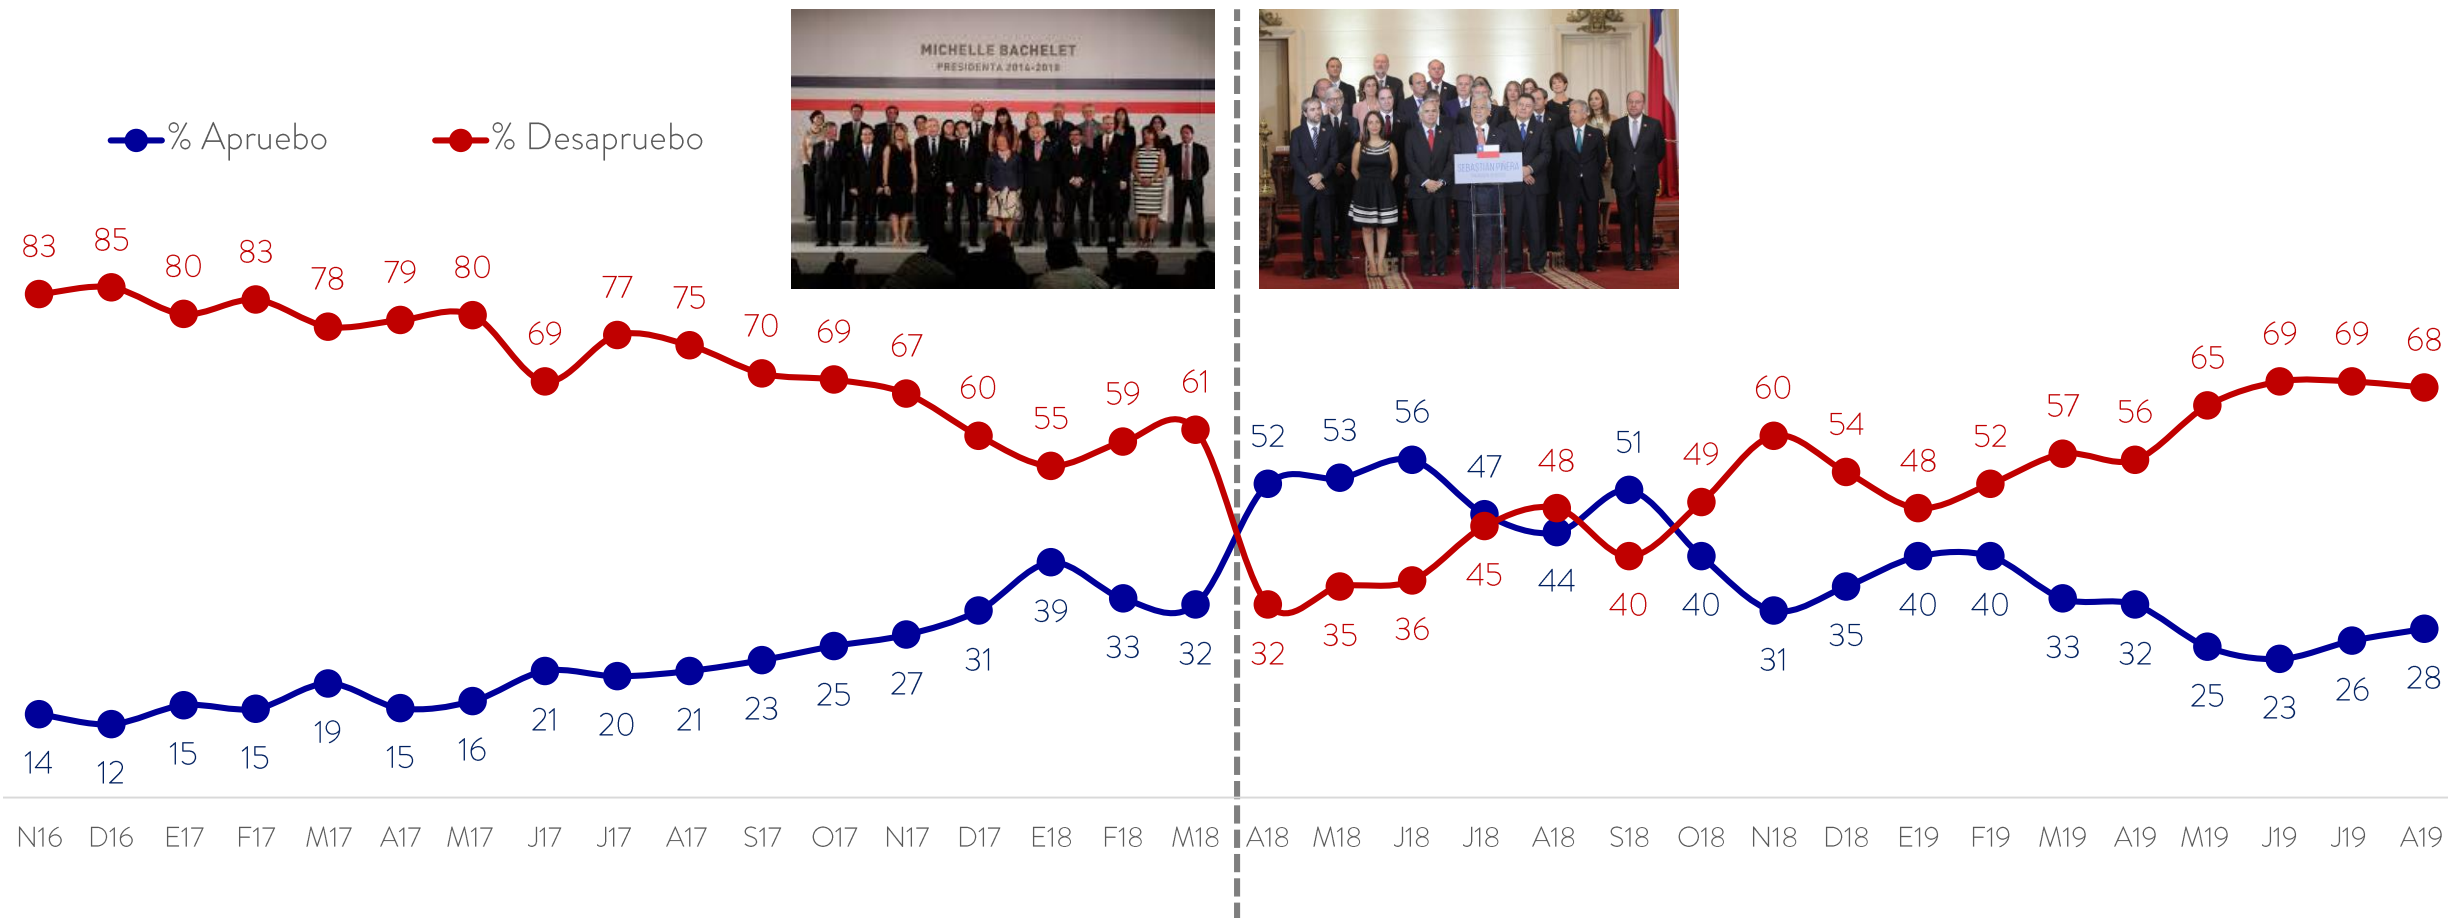 MICHELLE BACHELET
PRESIDENTA 2014-2018
SEBASTIÁN PIÑERA
% Apruebo % Desapruebo
83 85 80 83 78 79 80 69 77 75 70 69 67 60 55 59 61 32 35 36 45 48 40 49 60 54 48 52 57 56 65 69 69 68
14 12 15 15 19 15 16 21 20 21 23 25 27 31 39 33 32 52 53 56 47 44 51 40 31 35 40 40 33 32 25 23 26 28
N16 D16 E17 F17 M17 A17 M17 J17 J17 A17 S17 O17 N17 D17 E18 F18 M18 A18 M18 J18 J18 A18 S18 O18 N18 D18 E19 F19 M19 A19 M19 J19 J19 A19